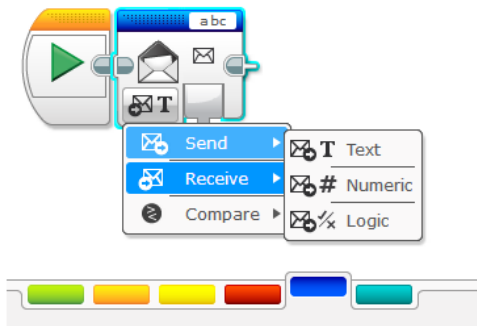 abc
T
Send
T Text
Receive
# Numeric
Compare
Logic